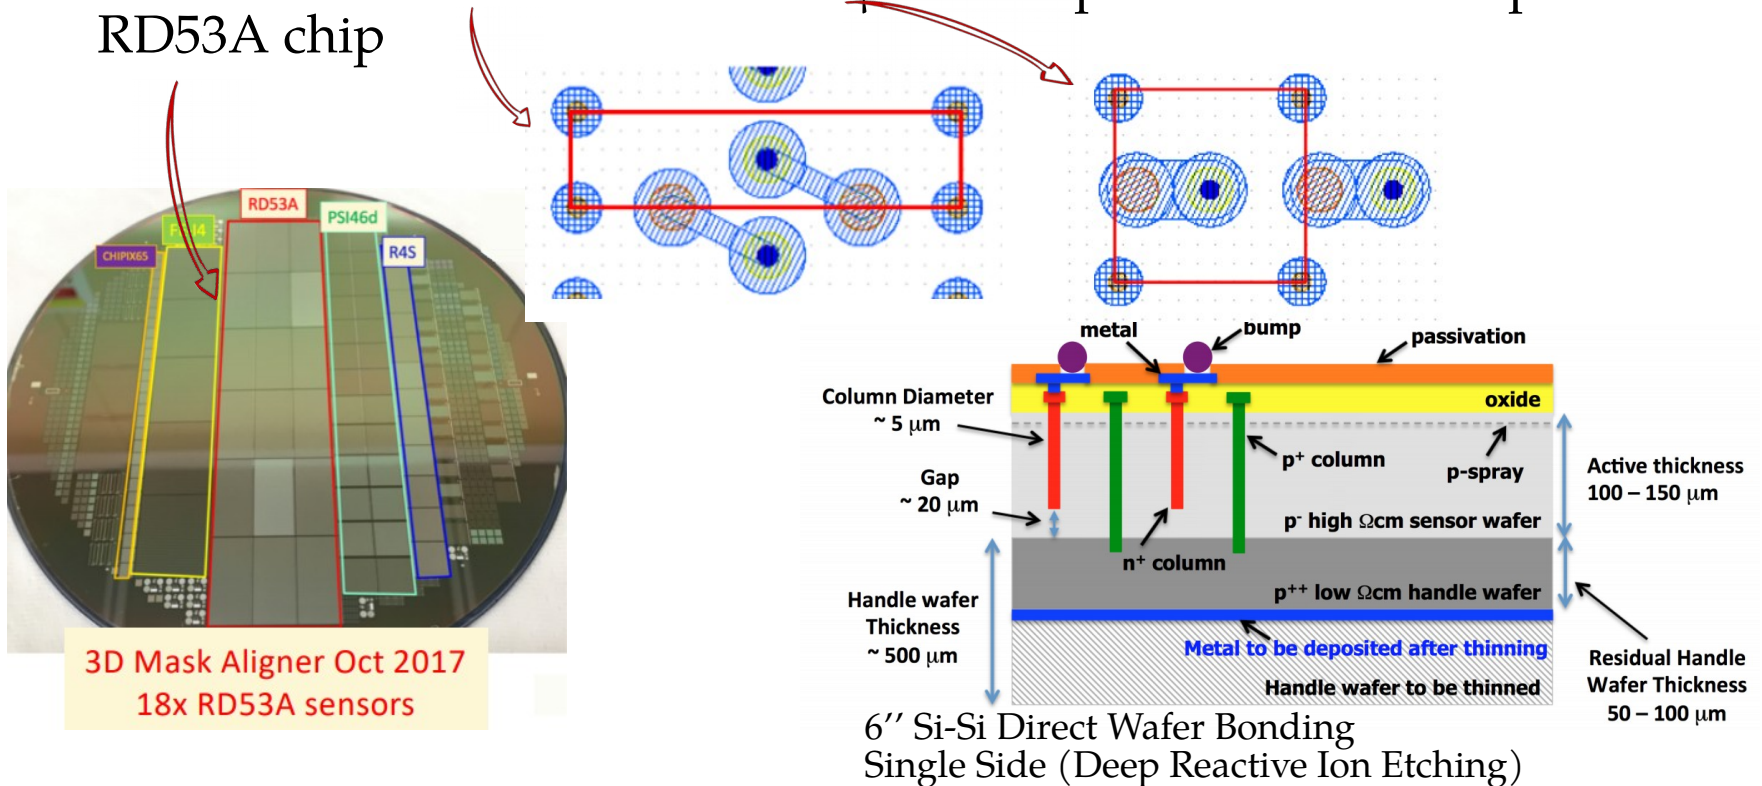 RD53A chip
RD53A
PSI46d
R4S
CHIPIX65
3D Mask Aligner Oct 2017
18x RD53A sensors
metal
bump
passivation
Column Diameter
~ 5 μm
oxide
p⁺ column
p-spray
Active thickness
100 – 150 μm
Gap
~ 20 μm
p⁻ high Ωcm sensor wafer
n⁺ column
p⁺⁺ low Ωcm handle wafer
Handle wafer
Thickness
~ 500 μm
Metal to be deposited after thinning
Handle wafer to be thinned
Residual Handle
Wafer Thickness
50 – 100 μm
6′′ Si-Si Direct Wafer Bonding
Single Side (Deep Reactive Ion Etching)